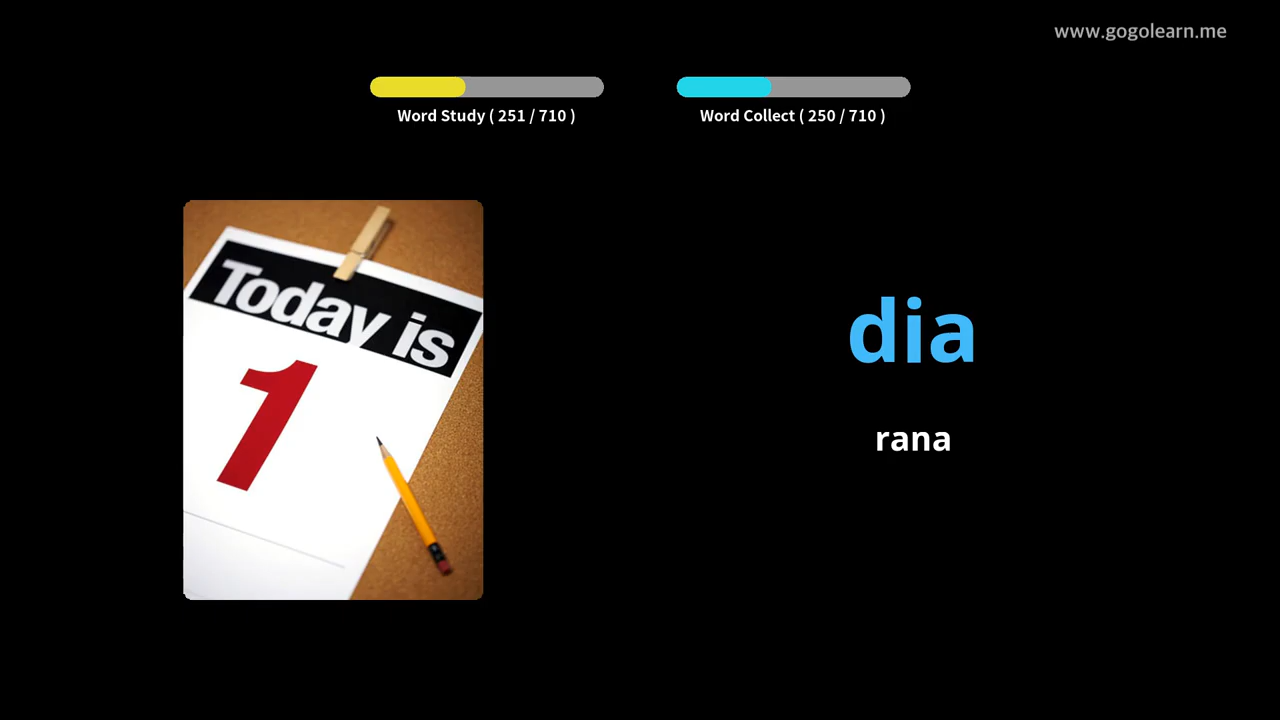 www.gogolearn.me
Word Study ( 251 / 710 )
Word Collect ( 250 / 710 )
Today is
1
dia
rana